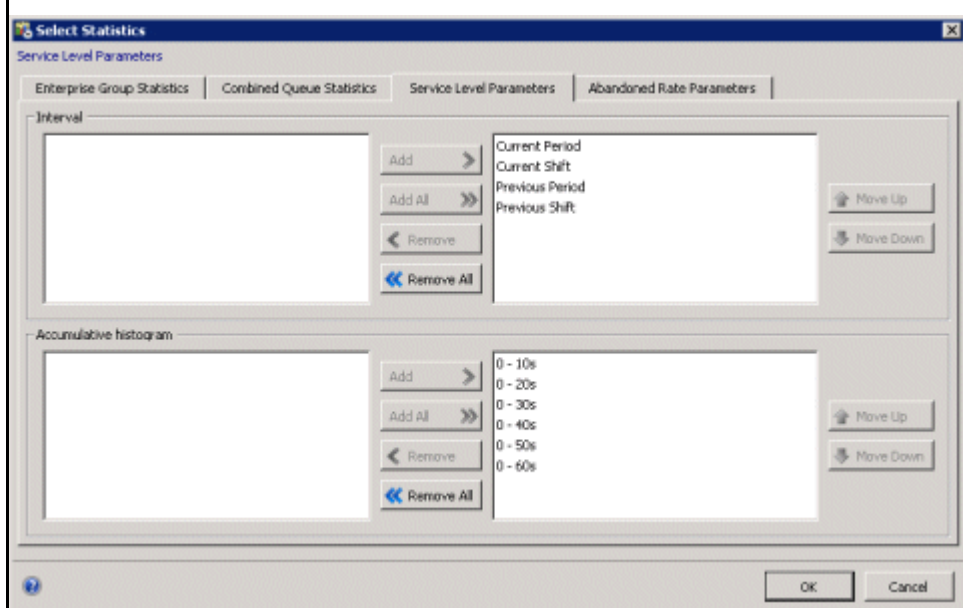 Select Statistics
Service Level Parameters
Enterprise Group Statistics
Combined Queue Statistics
Service Level Parameters
Abandoned Rate Parameters
Interval
Add
Add All
Remove
Remove All
Current Period
Current Shift
Previous Period
Previous Shift
Move Up
Move Down
Accumulative histogram
Add
Add All
Remove
Remove All
0 - 10s
0 - 20s
0 - 30s
0 - 40s
0 - 50s
0 - 60s
Move Up
Move Down
OK
Cancel